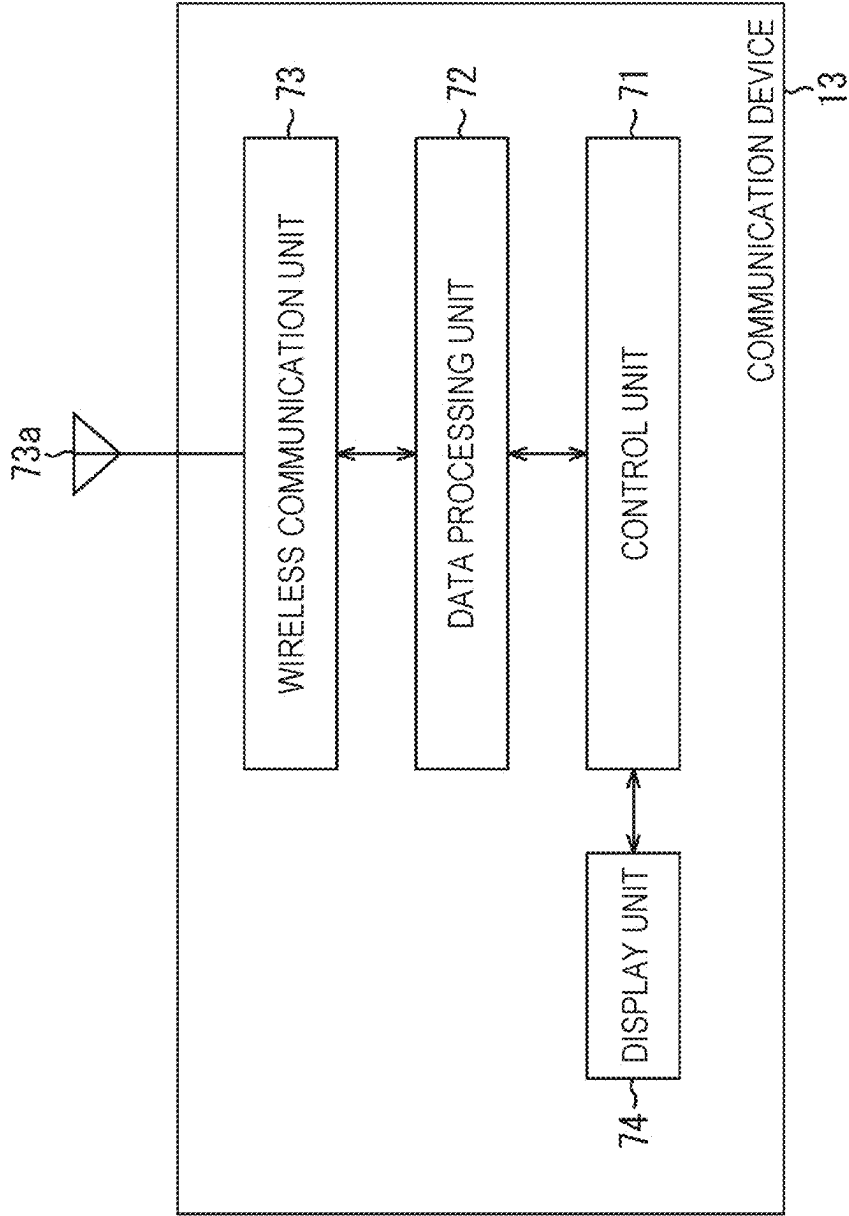 73a
WIRELESS COMMUNICATION UNIT
73
DATA PROCESSING UNIT
72
CONTROL UNIT
71
DISPLAY UNIT
74
COMMUNICATION DEVICE
13